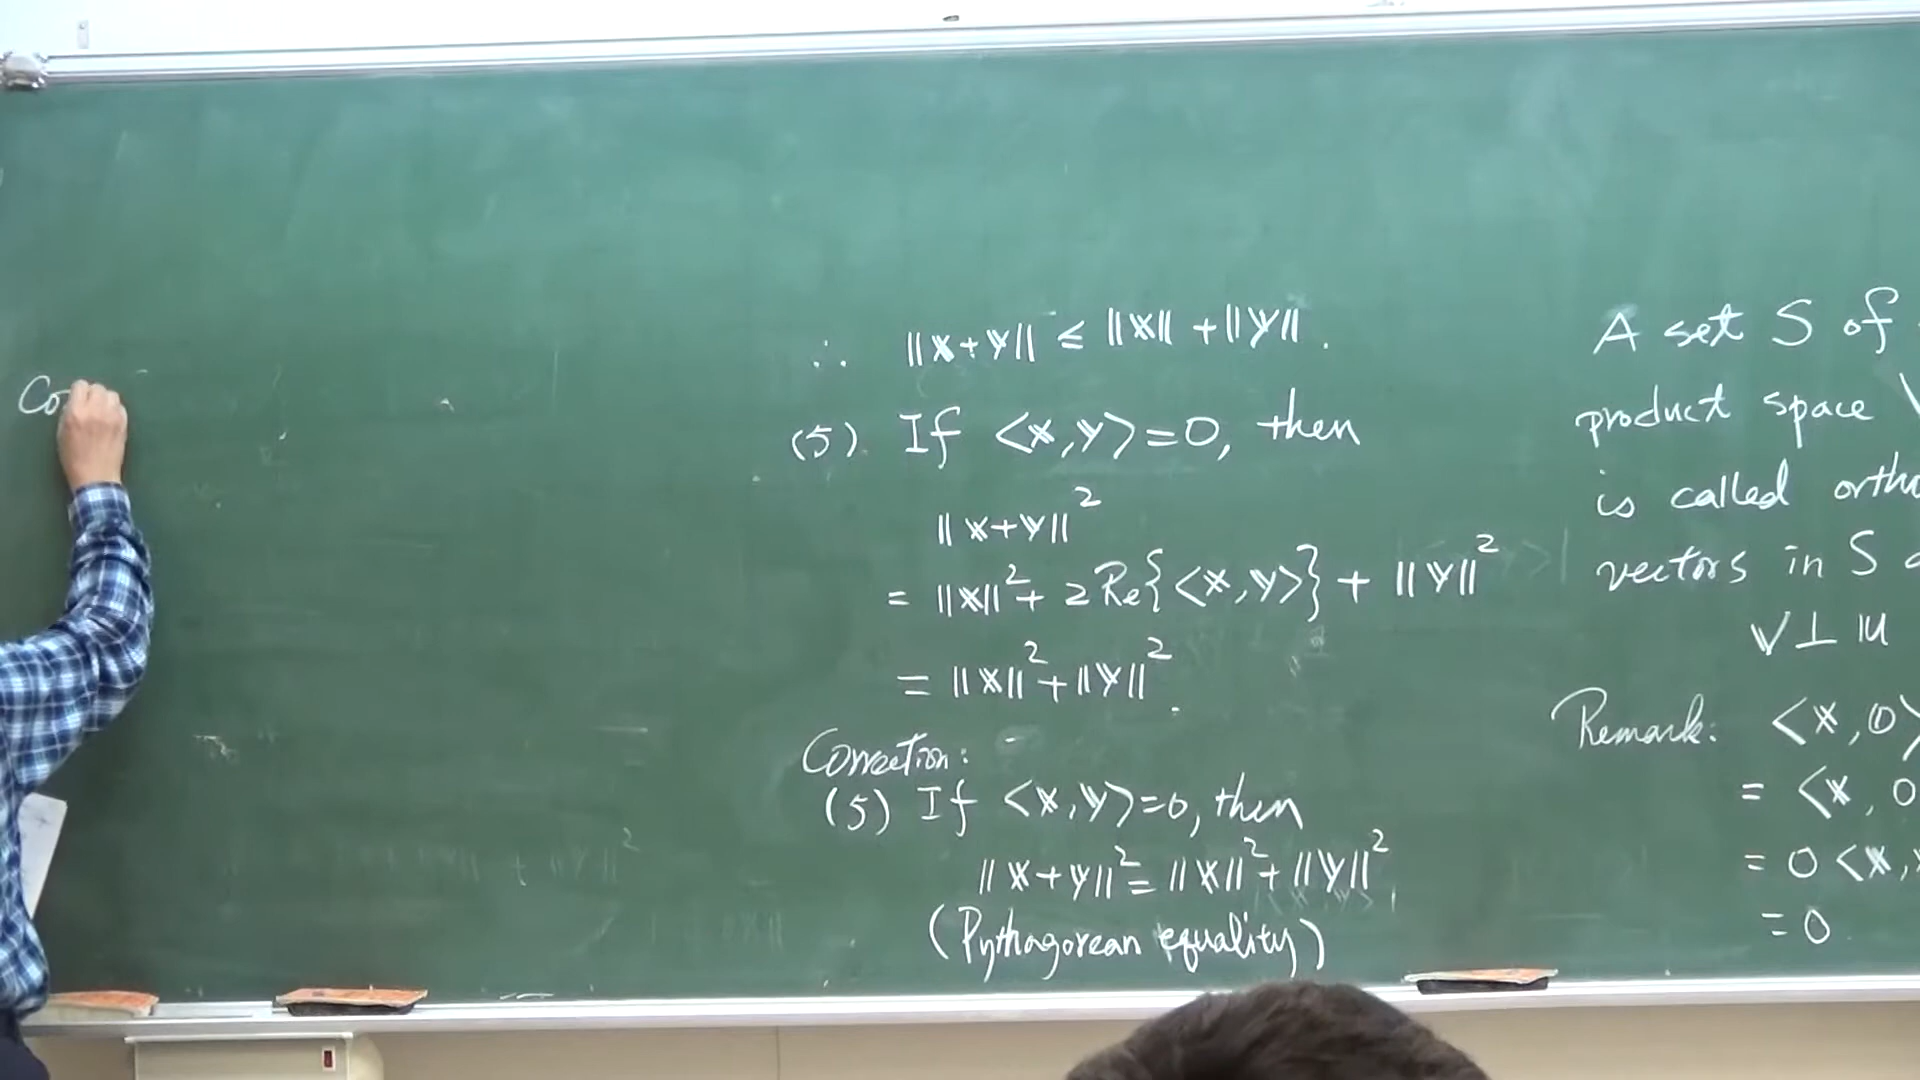 Co
∴ ||x+y|| ≤ ||x|| + ||y||.
(5). If <x,y>=0, then
||x+y||²
= ||x||² + 2Re{<x,y>} + ||y||²
= ||x||² + ||y||².
Correction:
(5) If <x,y>=0, then
||x+y||² = ||x||² + ||y||²
(Pythagorean equality)
A set S of
product space V
is called ortho
vectors in S
v ⊥ u
Remark: <x,0>
= <x, 0
= 0 <x,
= 0